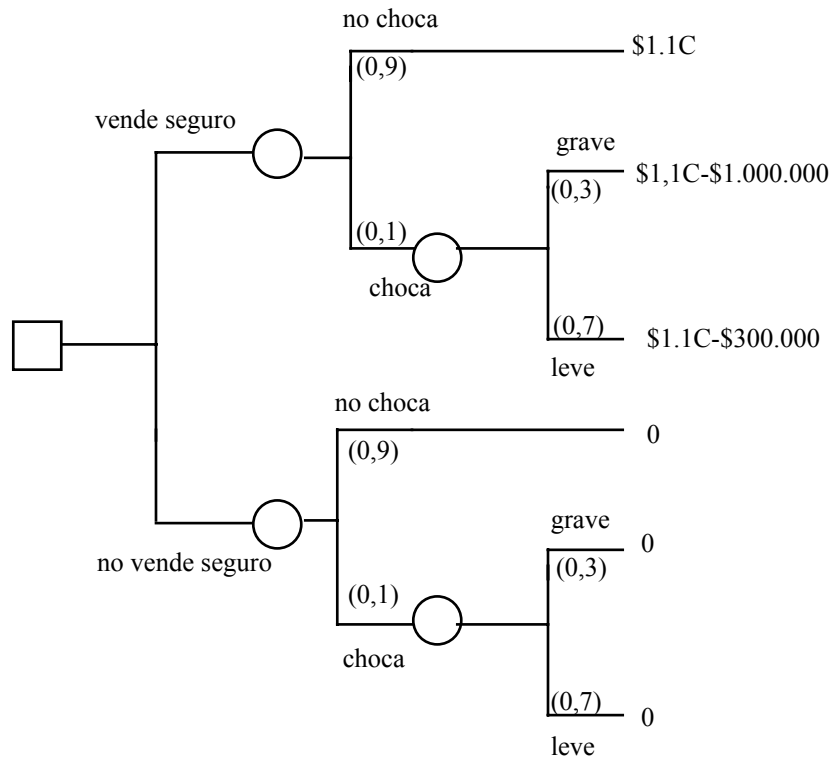 no choca
$1.1C
(0,9)
vende seguro
grave
$1,1C-$1.000.000
(0,3)
(0,1)
choca
(0,7)
$1.1C-$300.000
leve
no choca
0
(0,9)
grave
0
no vende seguro
(0,3)
(0,1)
choca
(0,7)
0
leve